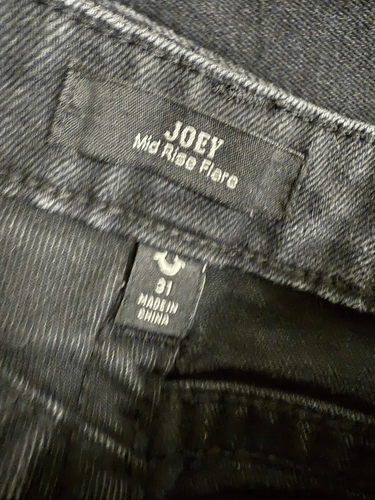 JOEY
Mid Rise Flare
31
MADE IN
CHINA